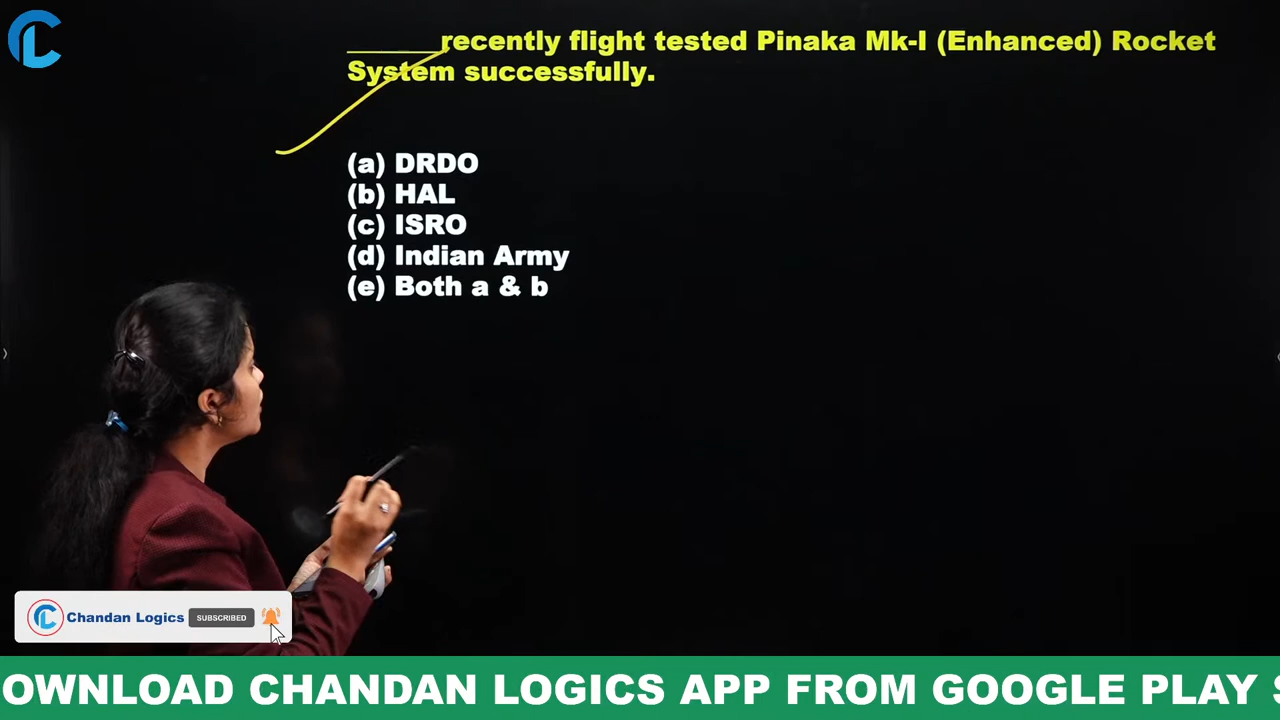 _________recently flight tested Pinaka Mk-I (Enhanced) Rocket
System successfully.
(a) DRDO
(b) HAL
(c) ISRO
(d) Indian Army
(e) Both a & b
Chandan Logics SUBSCRIBED
OWNLOAD CHANDAN LOGICS APP FROM GOOGLE PLAY S